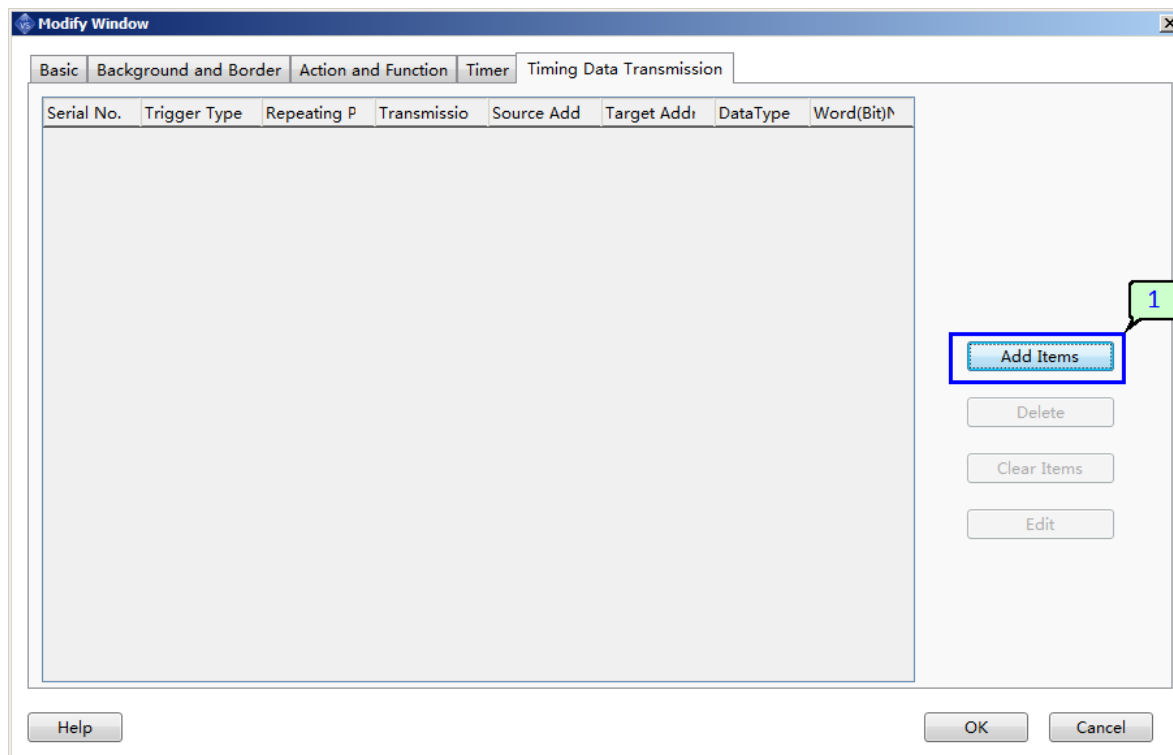 Modify Window
Basic Background and Border Action and Function Timer Timing Data Transmission
Serial No. Trigger Type Repeating P Transmissio Source Add Target Addr DataType Word(Bit)N
1
Add Items
Delete
Clear Items
Edit
Help OK Cancel